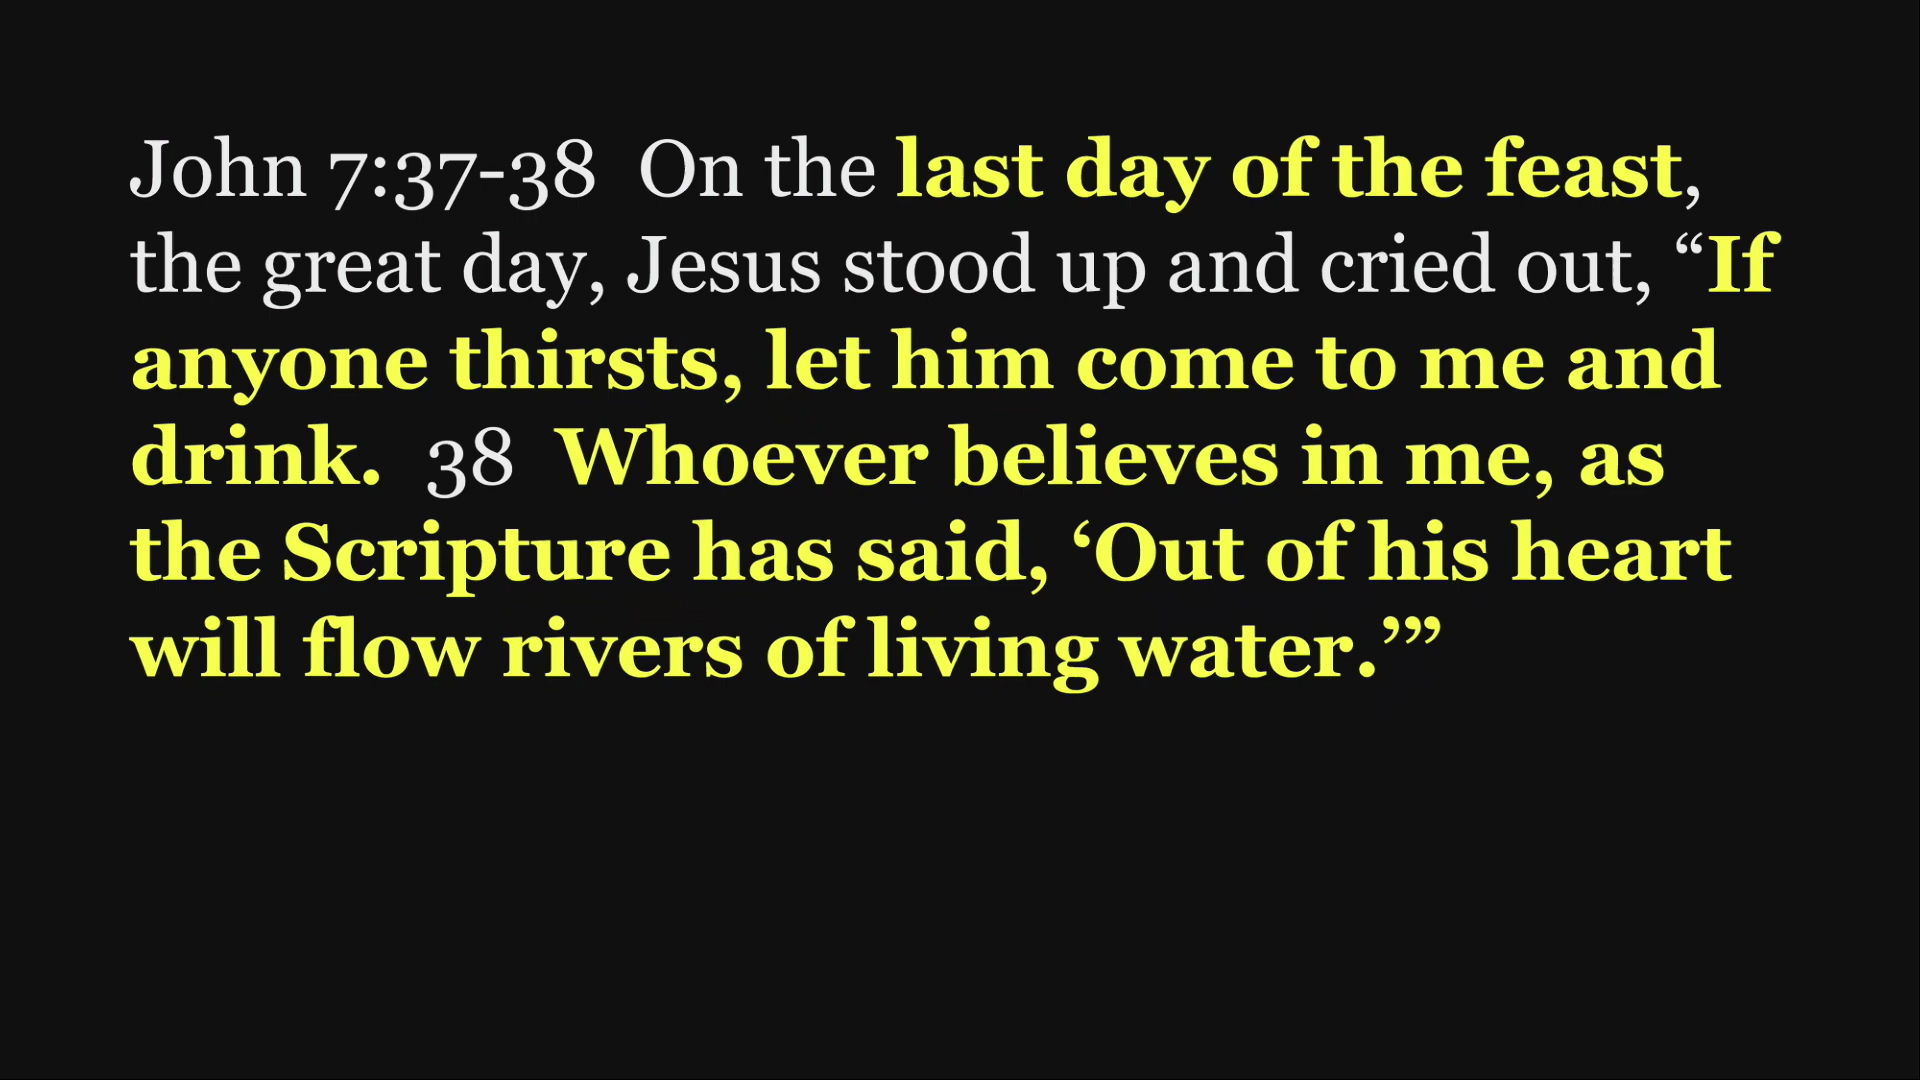 John 7:37-38  On the last day of the feast,
the great day, Jesus stood up and cried out, “If
anyone thirsts, let him come to me and
drink.  38  Whoever believes in me, as
the Scripture has said, ‘Out of his heart
will flow rivers of living water.’”